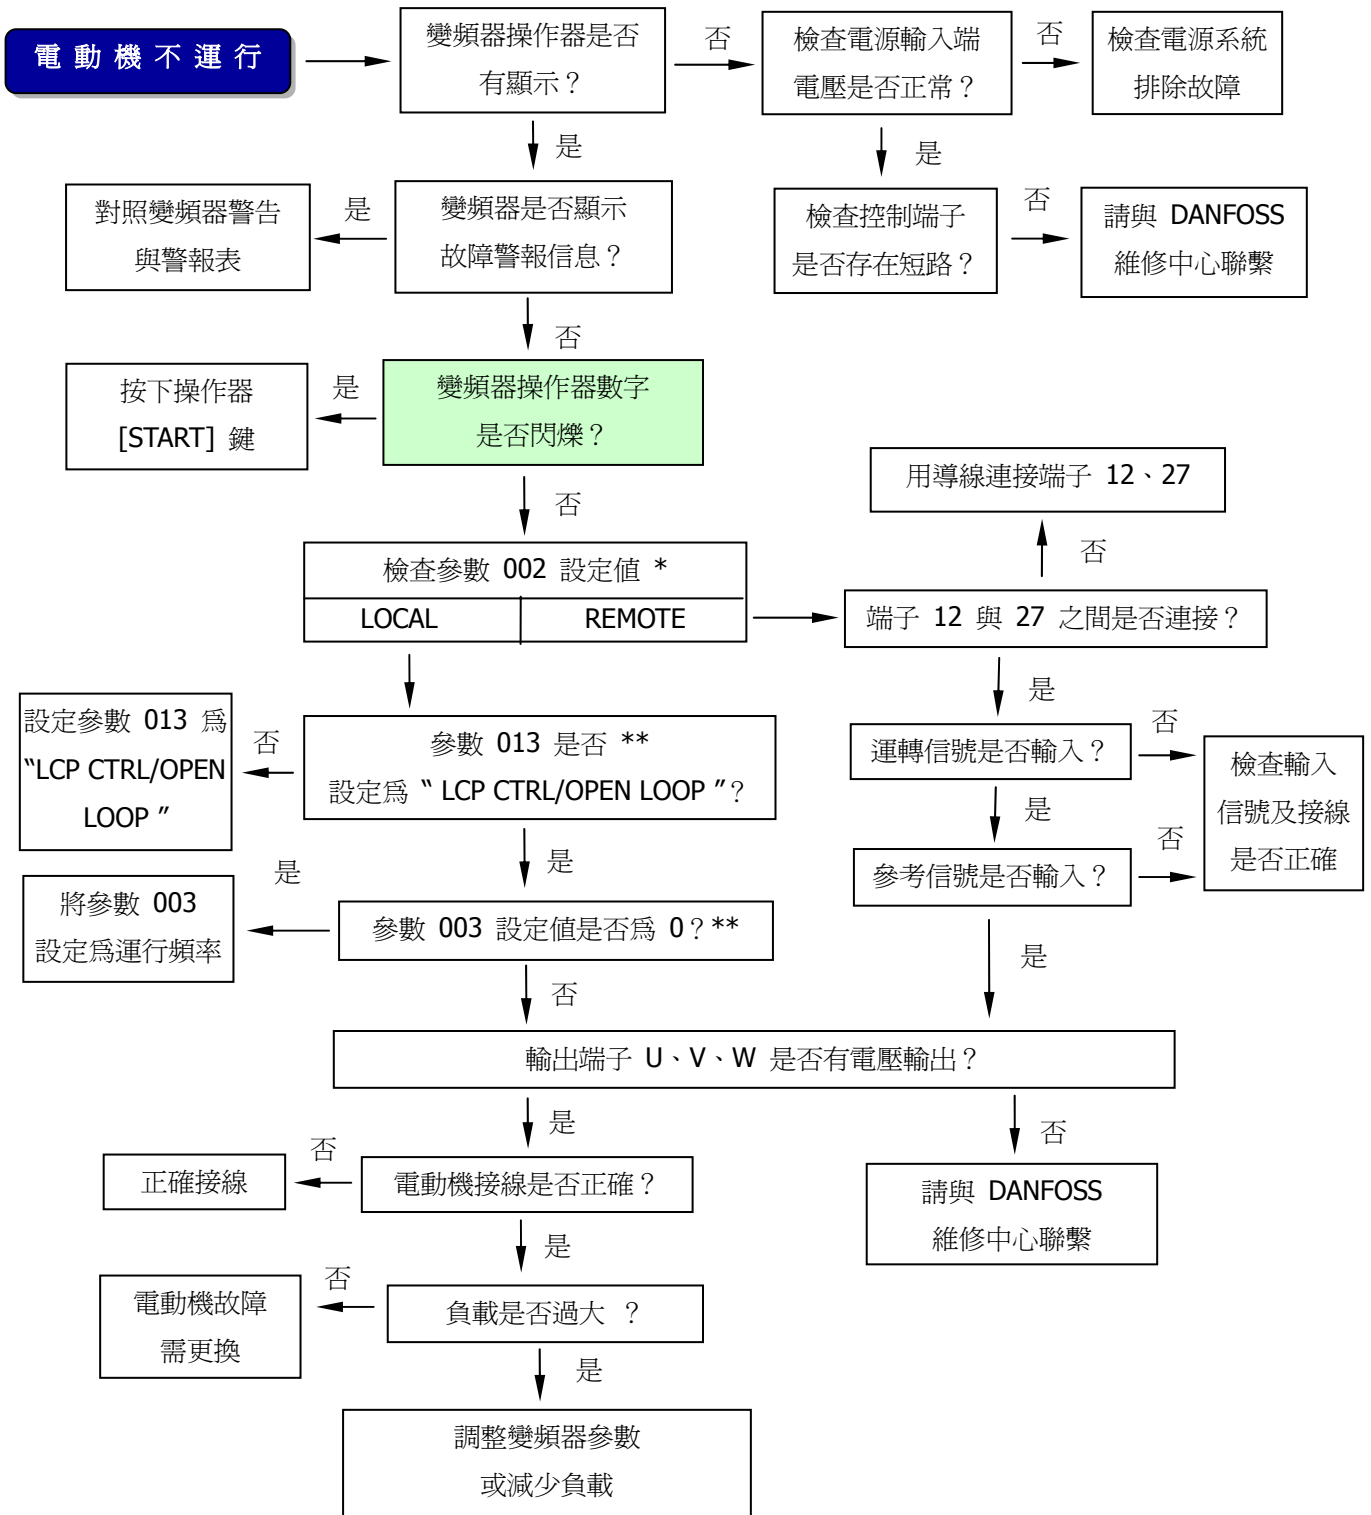 電動機不運行
變頻器操作器是否
有顯示？
否
檢查電源輸入端
電壓是否正常？
否
檢查電源系統
排除故障
是
是
對照變頻器警告
與警報表
是
變頻器是否顯示
故障警報信息？
檢查控制端子
是否存在短路？
否
請與 DANFOSS
維修中心聯繫
否
按下操作器
[START] 鍵
是
變頻器操作器數字
是否閃爍？
否
用導線連接端子 12、27
否
檢查參數 002 設定值 *
LOCAL
REMOTE
端子 12 與 27 之間是否連接？
是
設定參數 013 爲
“LCP CTRL/OPEN
LOOP ”
否
參數 013 是否 **
設定爲 “ LCP CTRL/OPEN LOOP ”？
運轉信號是否輸入？
否
檢查輸入
信號及接線
是否正確
是
是
參考信號是否輸入？
否
將參數 003
設定爲運行頻率
是
參數 003 設定值是否爲 0？**
否
是
輸出端子 U、V、W 是否有電壓輸出？
是
否
正確接線
否
電動機接線是否正確？
請與 DANFOSS
維修中心聯繫
是
電動機故障
需更換
否
負載是否過大 ？
是
調整變頻器參數
或減少負載